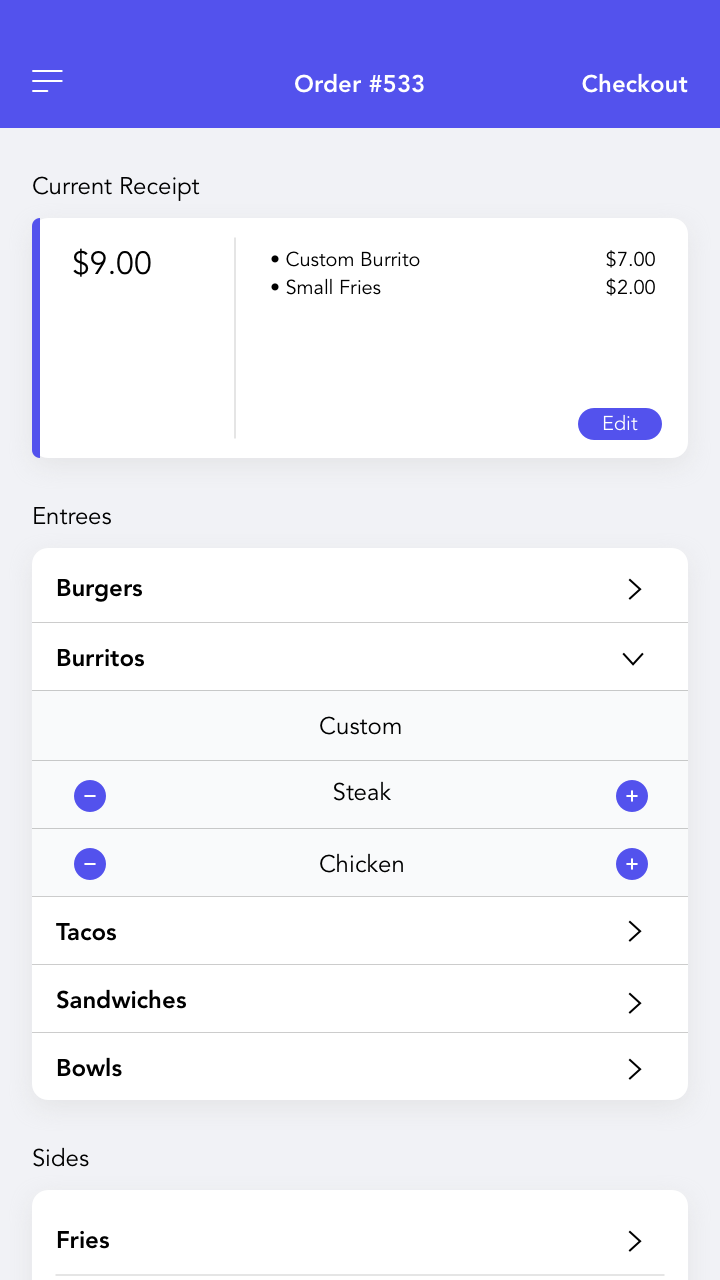 Order #533 Checkout
Current Receipt
$9.00
• Custom Burrito $7.00
• Small Fries $2.00
Edit
Entrees
Burgers
Burritos
Custom
Steak
Chicken
Tacos
Sandwiches
Bowls
Sides
Fries